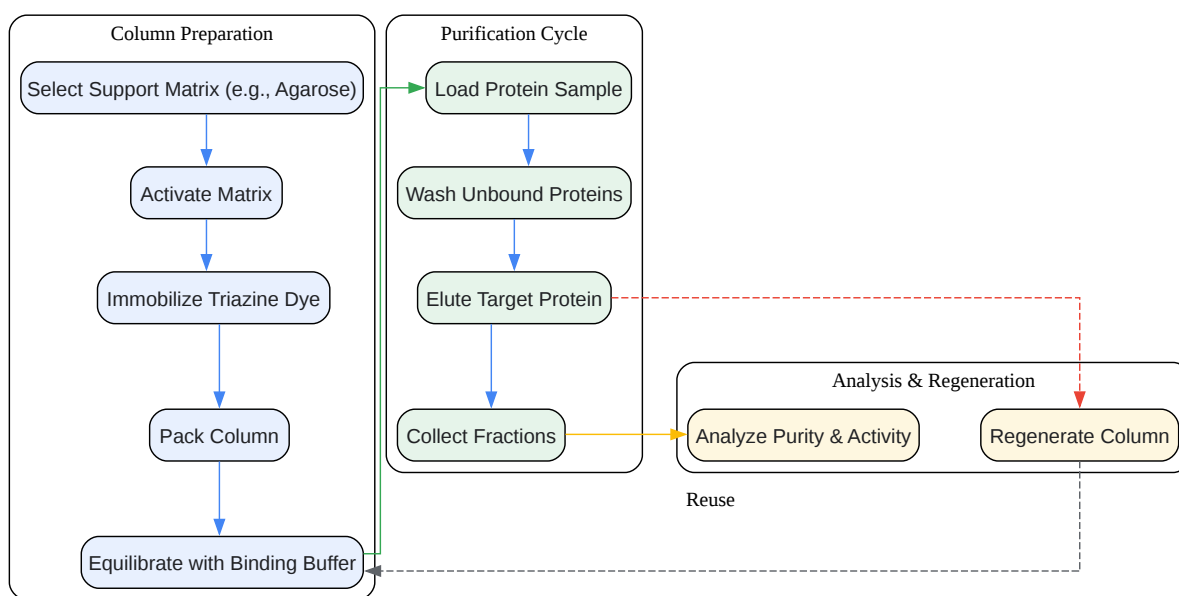 Column Preparation
Select Support Matrix (e.g., Agarose)
Activate Matrix
Immobilize Triazine Dye
Pack Column
Equilibrate with Binding Buffer
Purification Cycle
Load Protein Sample
Wash Unbound Proteins
Elute Target Protein
Collect Fractions
Analysis & Regeneration
Analyze Purity & Activity
Regenerate Column
Reuse